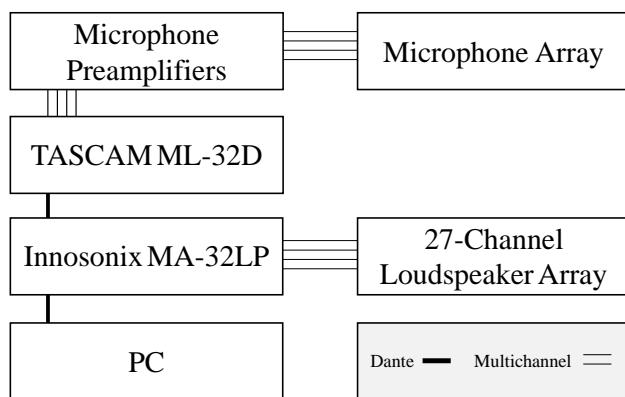 Microphone
Preamplifiers
Microphone Array
TASCAM ML-32D
Innosonix MA-32LP
27-Channel
Loudspeaker Array
PC
Dante
Multichannel